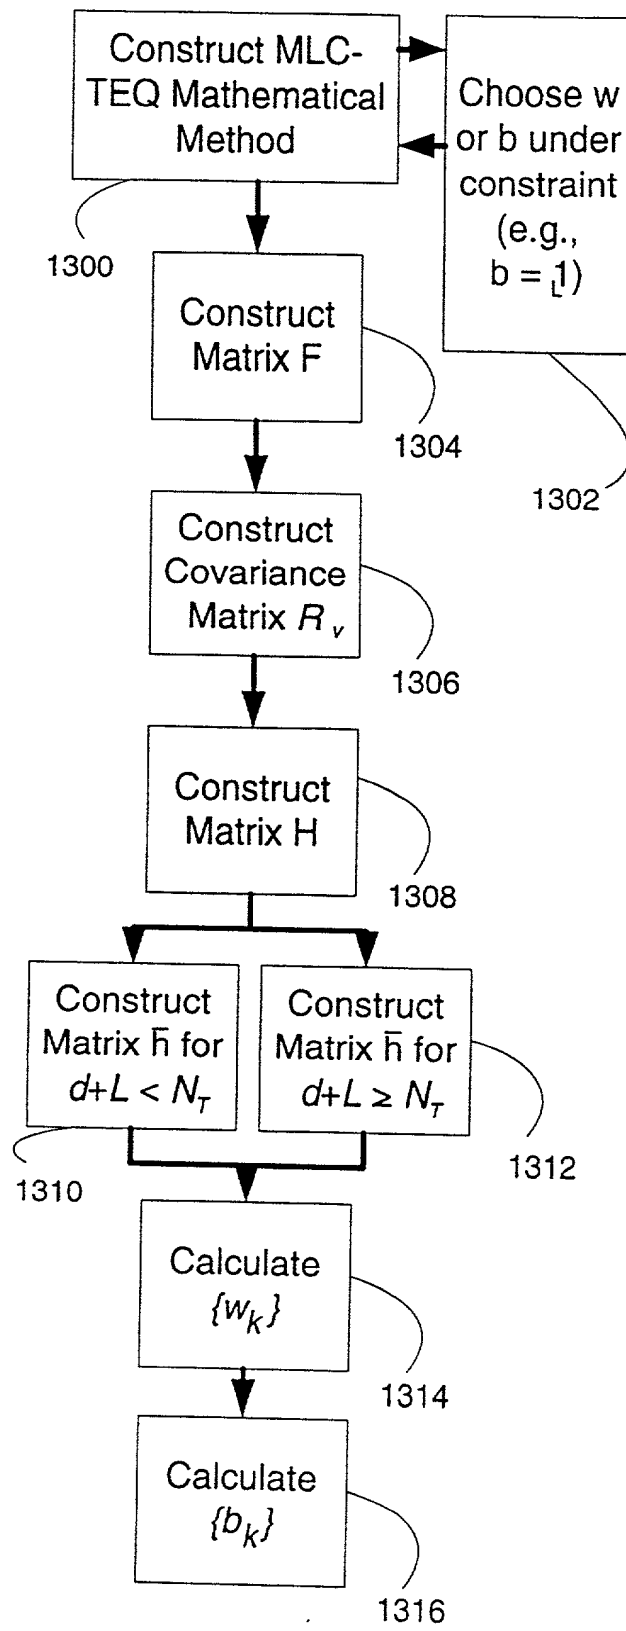 Construct MLC-
TEQ Mathematical
Method
1300
Choose w
or b under
constraint
(e.g.,
b = 1)
1302
Construct
Matrix F
1304
Construct
Covariance
Matrix R_v
1306
Construct
Matrix H
1308
Construct
Matrix h̄ for
d+L < N_T
1310
Construct
Matrix h̄ for
d+L ≥ N_T
1312
Calculate
{w_k}
1314
Calculate
{b_k}
1316